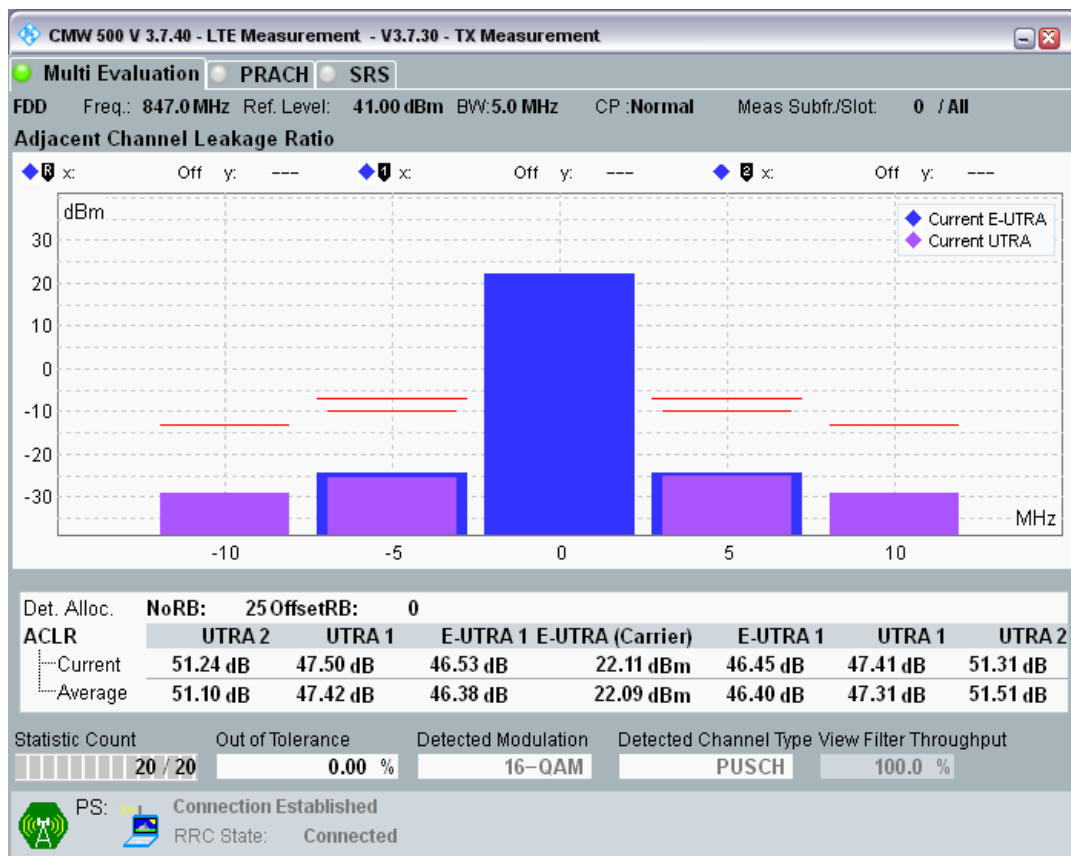 CMW 500 V 3.7.40 - LTE Measurement - V3.7.30 - TX Measurement
Multi Evaluation PRACH SRS
FDD Freq.: 847.0 MHz Ref. Level: 41.00 dBm BW:5.0 MHz CP :Normal Meas Subfr./Slot: 0 / All
Adjacent Channel Leakage Ratio
R x: Off y: --- 1 x: Off y: --- 2 x: Off y: ---
dBm
Current E-UTRA
Current UTRA
30
20
10
0
-10
-20
-30
MHz
-10 -5 0 5 10
Det. Alloc. NoRB: 25 OffsetRB: 0
ACLR UTRA 2 UTRA 1 E-UTRA 1 E-UTRA (Carrier) E-UTRA 1 UTRA 1 UTRA 2
Current 51.24 dB 47.50 dB 46.53 dB 22.11 dBm 46.45 dB 47.41 dB 51.31 dB
Average 51.10 dB 47.42 dB 46.38 dB 22.09 dBm 46.40 dB 47.31 dB 51.51 dB
Statistic Count Out of Tolerance Detected Modulation Detected Channel Type View Filter Throughput
20 / 20 0.00 % 16-QAM PUSCH 100.0 %
PS: Connection Established
RRC State: Connected